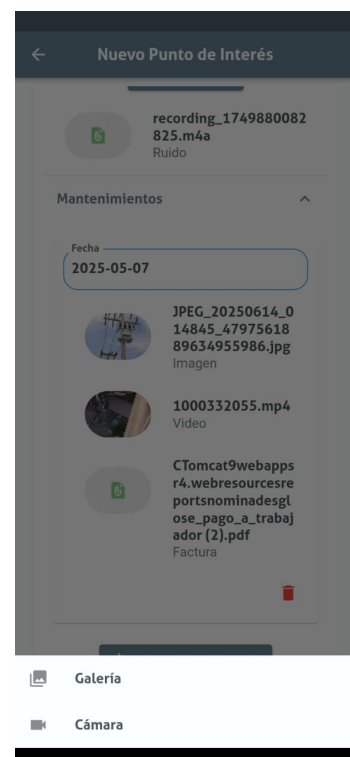 Nuevo Punto de Interés
recording_1749880082
825.m4a
Ruido
Mantenimientos
Fecha
2025-05-07
JPEG_20250614_0
14845_47975618
89634955986.jpg
Imagen
1000332055.mp4
Video
CTomcat9webapps
r4.webresourcesre
portsnominadesgl
ose_pago_a_trabaj
ador (2).pdf
Factura
Galería
Cámara